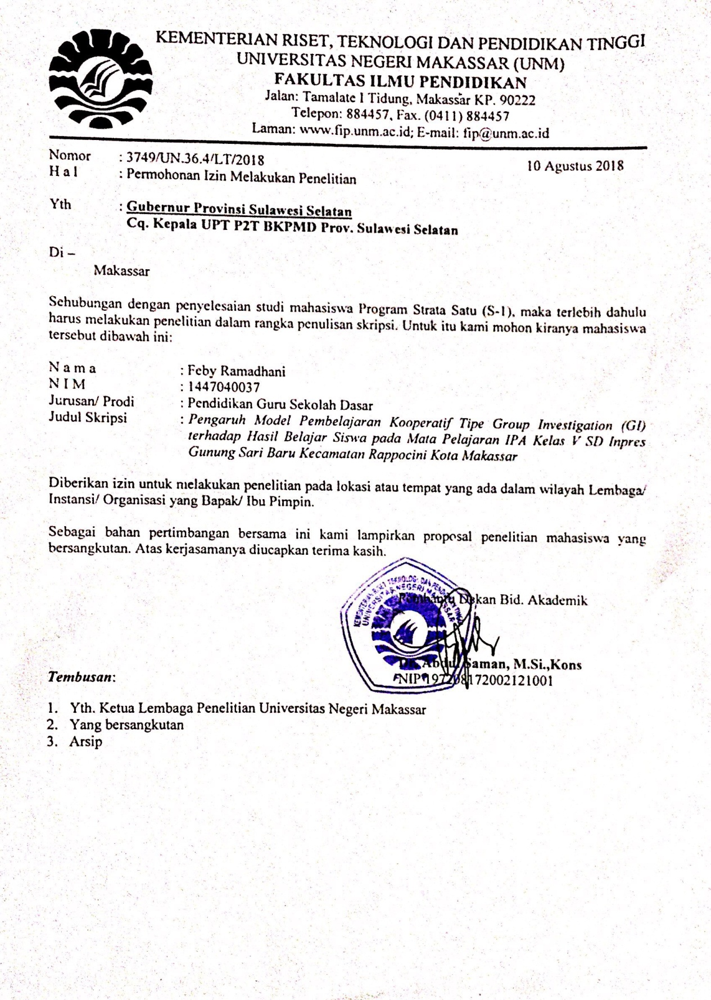 KEMENTERIAN RISET, TEKNOLOGI DAN PENDIDIKAN TINGGI
UNIVERSITAS NEGERI MAKASSAR (UNM)
FAKULTAS ILMU PENDIDIKAN
Jalan: Tamalate I Tidung, Makassar KP. 90222
Telepon: 884457, Fax. (0411) 884457
Laman: www.fip.unm.ac.id; E-mail: fip@unm.ac.id
Nomor : 3749/UN.36.4/LT/2018 10 Agustus 2018
H a l : Permohonan Izin Melakukan Penelitian
Yth : Gubernur Provinsi Sulawesi Selatan
Cq. Kepala UPT P2T BKPMD Prov. Sulawesi Selatan
Di –
Makassar
Sehubungan dengan penyelesaian studi mahasiswa Program Strata Satu (S-1), maka terlebih dahulu
harus melakukan penelitian dalam rangka penulisan skripsi. Untuk itu kami mohon kiranya mahasiswa
tersebut dibawah ini:
N a m a : Feby Ramadhani
N I M : 1447040037
Jurusan/ Prodi : Pendidikan Guru Sekolah Dasar
Judul Skripsi : Pengaruh Model Pembelajaran Kooperatif Tipe Group Investigation (GI)
terhadap Hasil Belajar Siswa pada Mata Pelajaran IPA Kelas V SD Inpres
Gunung Sari Baru Kecamatan Rappocini Kota Makassar
Diberikan izin untuk melakukan penelitian pada lokasi atau tempat yang ada dalam wilayah Lembaga/
Instansi/ Organisasi yang Bapak/ Ibu Pimpin.
Sebagai bahan pertimbangan bersama ini kami lampirkan proposal penelitian mahasiswa yang
bersangkutan. Atas kerjasamanya diucapkan terima kasih.
KEMENTERIAN RISET TEKNOLOGI DAN PENDIDIKAN TINGGI
UNIVERSITAS NEGERI MAKASSAR
Pembantu Dekan Bid. Akademik
Dr. Abdul Saman, M.Si.,Kons
NIP 197208172002121001
Tembusan:
1. Yth. Ketua Lembaga Penelitian Universitas Negeri Makassar
2. Yang bersangkutan
3. Arsip